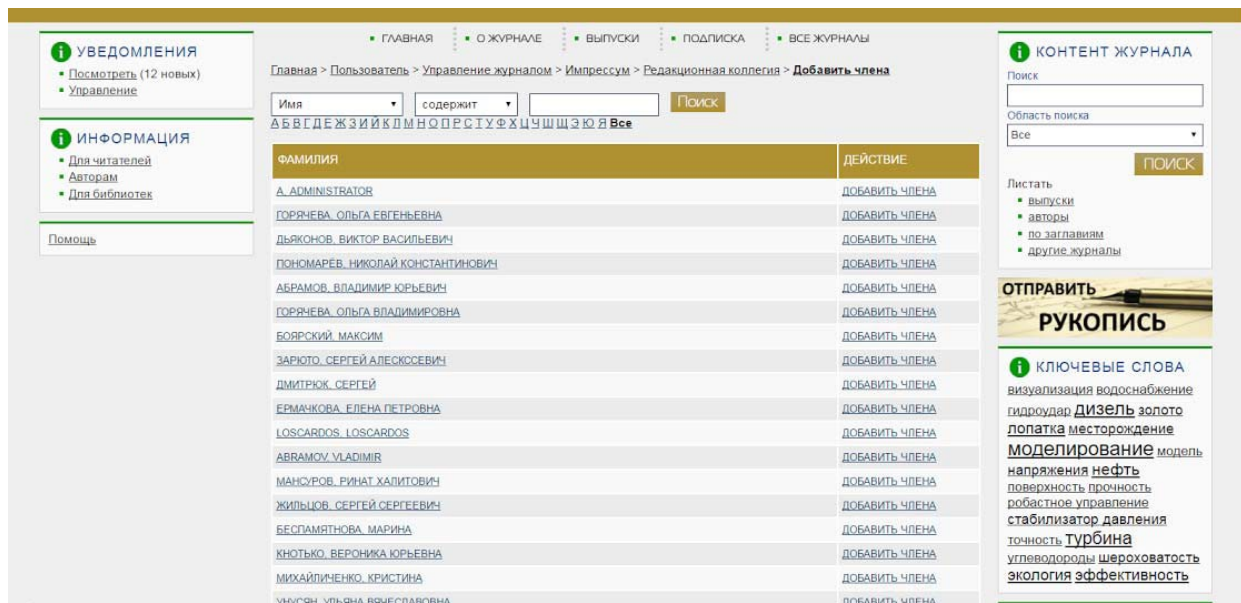 ГЛАВНАЯ О ЖУРНАЛЕ ВЫПУСКИ ПОДПИСКА ВСЕ ЖУРНАЛЫ
УВЕДОМЛЕНИЯ
Посмотреть (12 новых)
Управление
ИНФОРМАЦИЯ
Для читателей
Авторам
Для библиотек
Помощь
Главная > Пользователь > Управление журналом > Импрессум > Редакционная коллегия > Добавить члена
Имя содержит Поиск
А Б В Г Д Е Ж З И Й К Л М Н О П Р С Т У Ф Х Ц Ч Ш Щ Э Ю Я Все
ФАМИЛИЯ ДЕЙСТВИЕ
A, ADMINISTRATOR ДОБАВИТЬ ЧЛЕНА
ГОРЯЧЕВА, ОЛЬГА ЕВГЕНЬЕВНА ДОБАВИТЬ ЧЛЕНА
ДЬЯКОНОВ, ВИКТОР ВАСИЛЬЕВИЧ ДОБАВИТЬ ЧЛЕНА
ПОНОМАРЁВ, НИКОЛАЙ КОНСТАНТИНОВИЧ ДОБАВИТЬ ЧЛЕНА
АБРАМОВ, ВЛАДИМИР ЮРЬЕВИЧ ДОБАВИТЬ ЧЛЕНА
ГОРЯЧЕВА, ОЛЬГА ВЛАДИМИРОВНА ДОБАВИТЬ ЧЛЕНА
БОЯРСКИЙ, МАКСИМ ДОБАВИТЬ ЧЛЕНА
ЗАРЮТО, СЕРГЕЙ АЛЕСКССЕВИЧ ДОБАВИТЬ ЧЛЕНА
ДМИТРЮК, СЕРГЕЙ ДОБАВИТЬ ЧЛЕНА
ЕРМАЧКОВА, ЕЛЕНА ПЕТРОВНА ДОБАВИТЬ ЧЛЕНА
LOSCARDOS, LOSCARDOS ДОБАВИТЬ ЧЛЕНА
ABRAMOV, VLADIMIR ДОБАВИТЬ ЧЛЕНА
МАНСУРОВ, РИНАТ ХАЛИТОВИЧ ДОБАВИТЬ ЧЛЕНА
ЖИЛЬЦОВ, СЕРГЕЙ СЕРГЕЕВИЧ ДОБАВИТЬ ЧЛЕНА
БЕСПАМЯТНОВА, МАРИНА ДОБАВИТЬ ЧЛЕНА
КНОТЬКО, ВЕРОНИКА ЮРЬЕВНА ДОБАВИТЬ ЧЛЕНА
МИХАЙЛИЧЕНКО, КРИСТИНА ДОБАВИТЬ ЧЛЕНА
УЛЬЯНА ВЯЧЕСЛАВОВНА ДОБАВИТЬ ЧЛЕНА
КОНТЕНТ ЖУРНАЛА
Поиск
Область поиска
Все
ПОИСК
Листать
выпуски
авторы
по заглавиям
другие журналы
ОТПРАВИТЬ
РУКОПИСЬ
КЛЮЧЕВЫЕ СЛОВА
визуализация водоснабжение
гидроудар дизель золото
лопатка месторождение
моделирование модель
напряжения нефть
поверхность прочность
робастное управление
стабилизатор давления
точность турбина
углеводороды шероховатость
экология эффективность